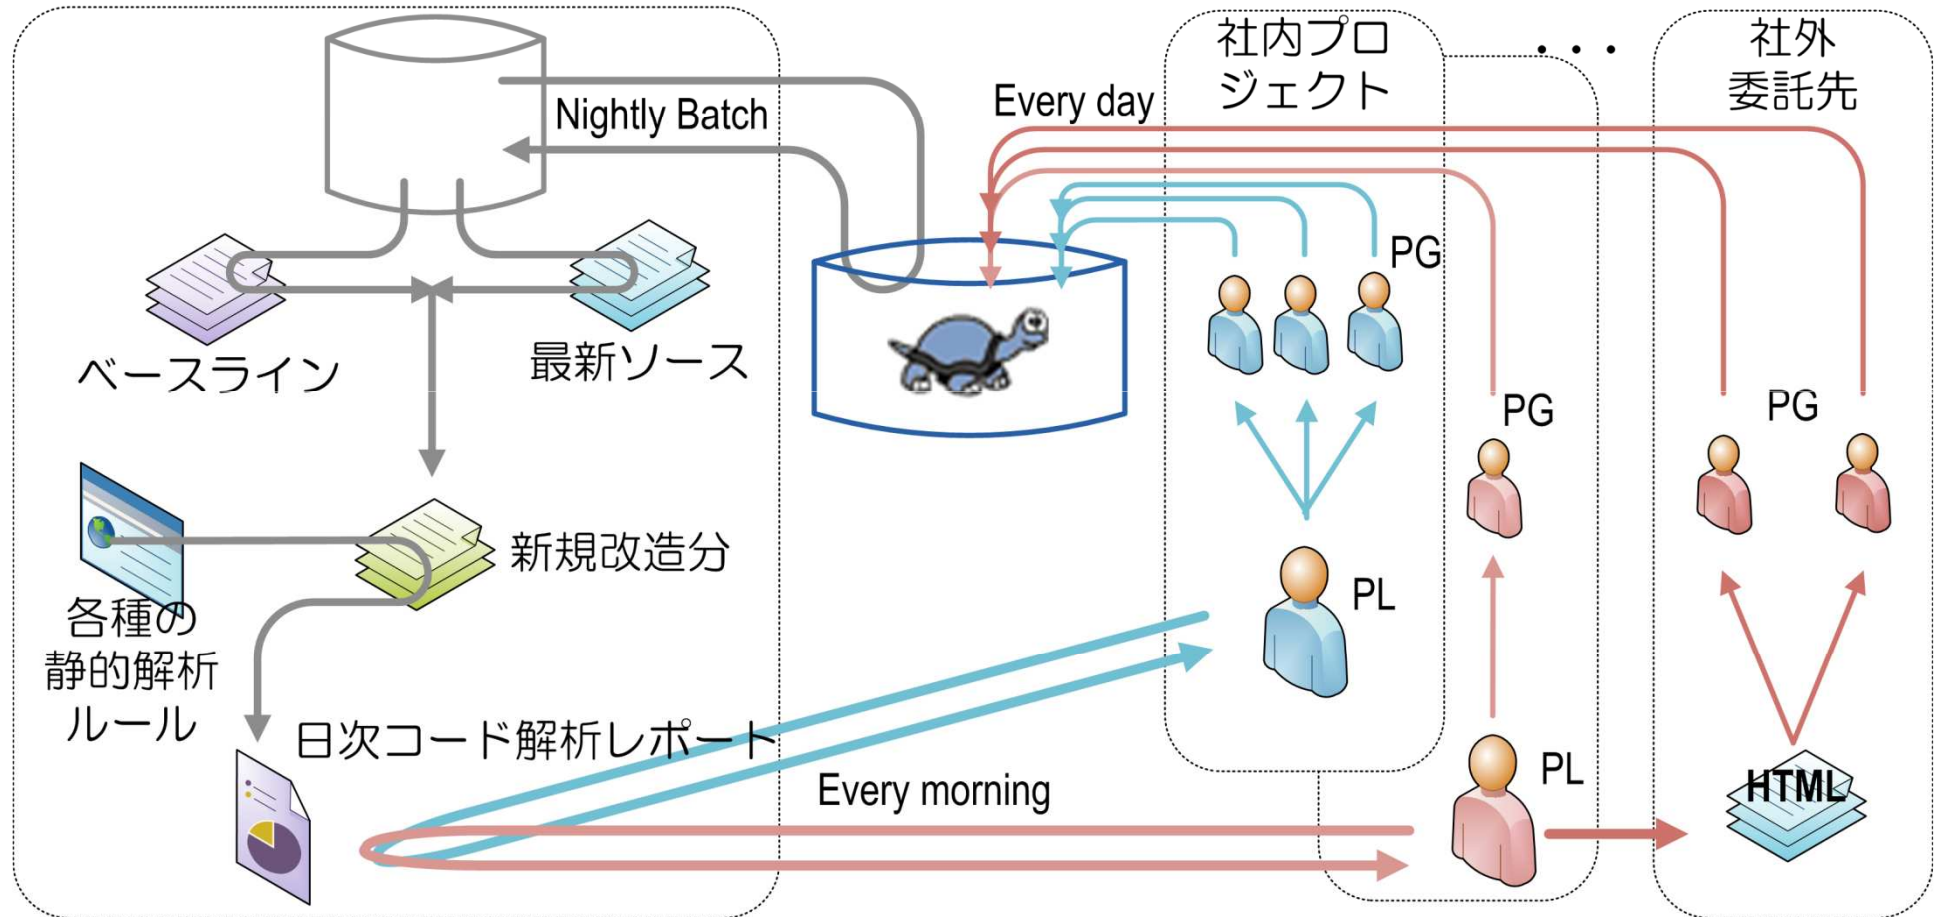 社内プロ
ジェクト
・・・
社外
委託先
Nightly Batch
Every day
PG
ベースライン
最新ソース
PG
PG
新規改造分
各種の
静的解析
ルール
PL
日次コード解析レポート
Every morning
PL
HTML